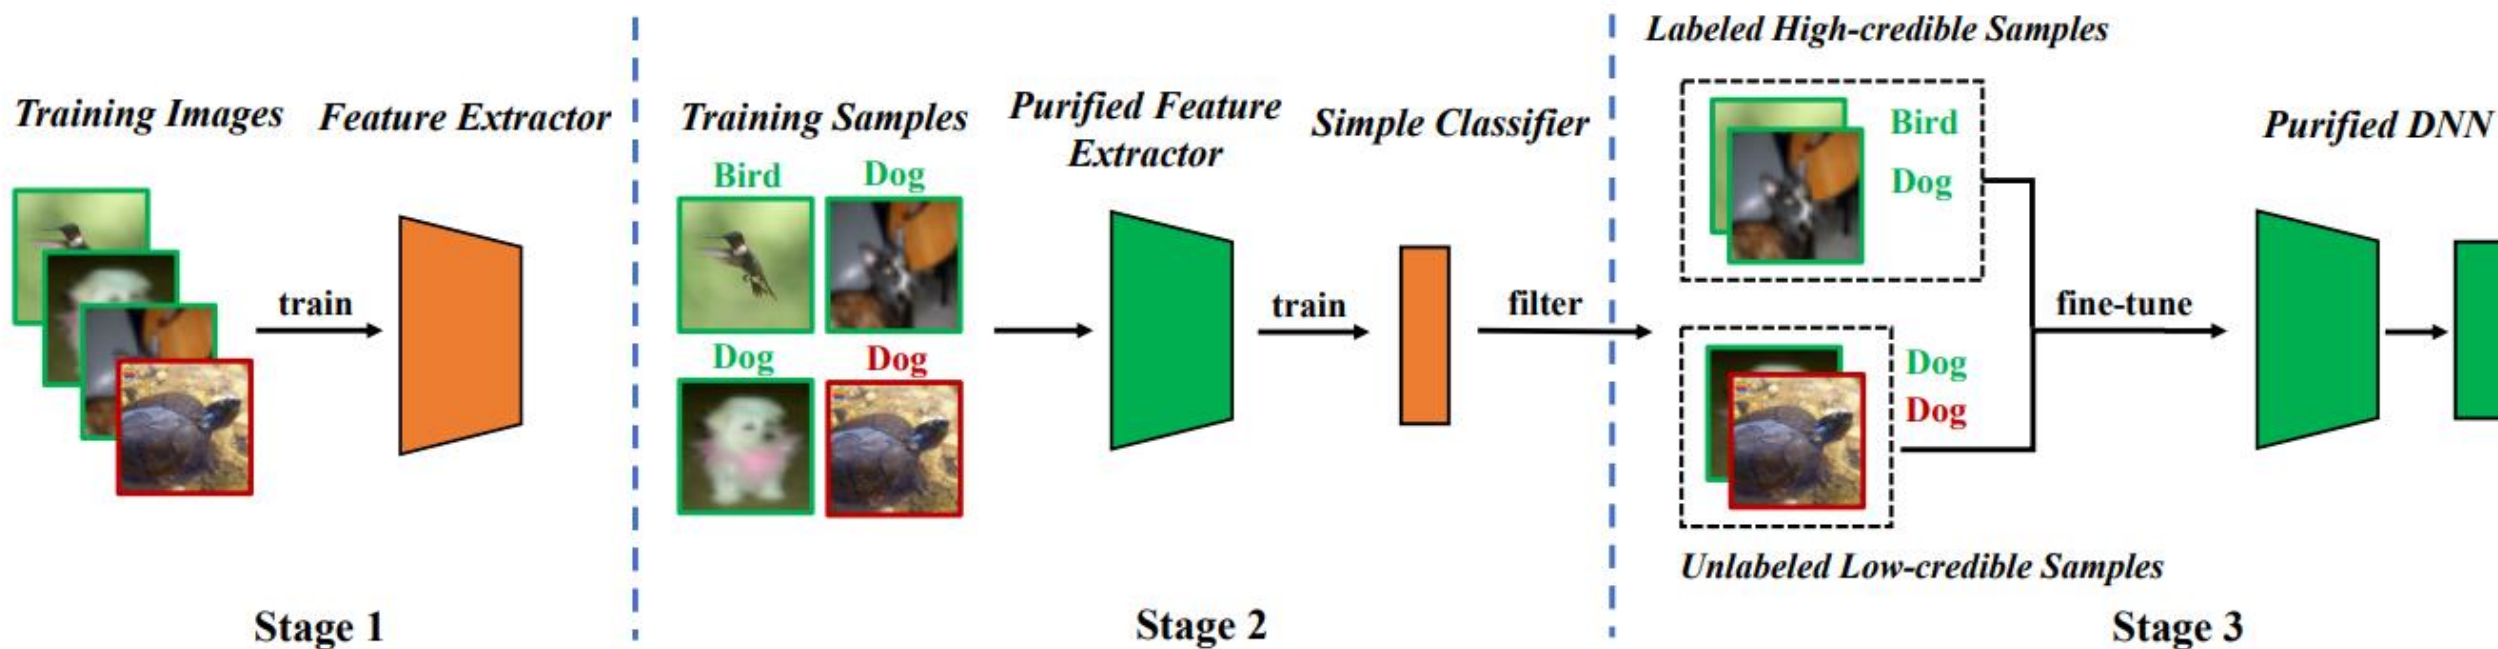 Training Images
Feature Extractor
train
Stage 1
Training Samples
Bird
Dog
Dog
Dog
Purified Feature
Extractor
train
Simple Classifier
filter
Stage 2
Labeled High-credible Samples
Bird
Dog
Dog
Dog
Unlabeled Low-credible Samples
fine-tune
Purified DNN
Stage 3